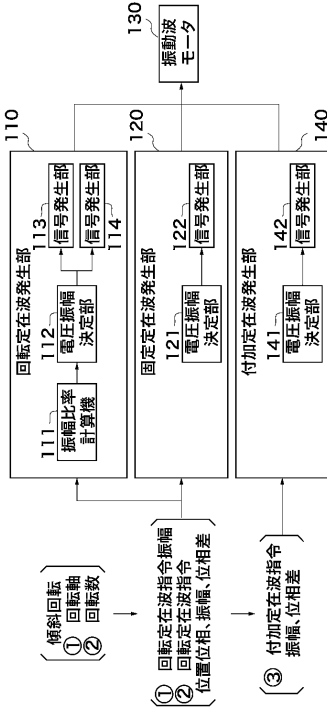 傾斜回転
① 回転軸
② 回転数
① 回転定在波指令振幅
② 回転定在波指令
位置位相、振幅、位相差
③ 付加定在波指令
振幅、位相差
110
回転定在波発生部
111
振幅比率
計算機
112
電圧振幅
決定部
113
信号発生部
信号発生部
114
120
固定定在波発生部
121
電圧振幅
決定部
122
信号発生部
140
付加定在波発生部
141
電圧振幅
決定部
142
信号発生部
130
振動波
モータ